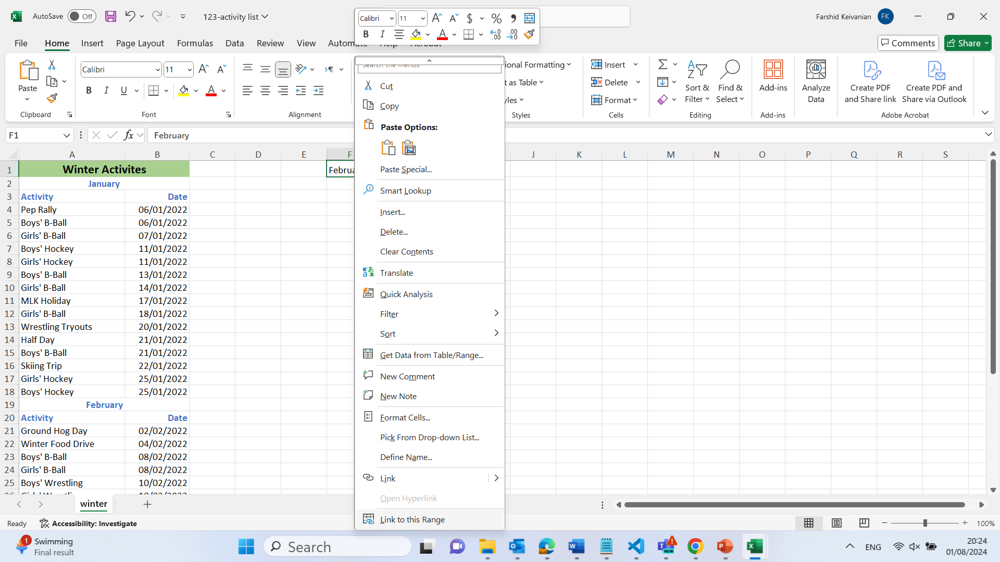 AutoSave Off 123-activity list Farshid Keivanian FK
Calibri 11 $ % ,
B I A
File Home Insert Page Layout Formulas Data Review View Automa Help Acrobat Comments Share
Paste
Calibri 11
B I U A
Clipboard Font Alignment
ional Formatting
t as Table
yles
Styles
Insert
Delete
Format
Cells
Sort & Filter
Find & Select
Editing
Add-ins
Add-ins
Analyze Data
Create PDF and Share link
Create PDF and Share via Outlook
Adobe Acrobat
F1 fx February
A B C D E F J K L M N O P Q R S
1 Winter Activites Februa
2 January
3 Activity Date
4 Pep Rally 06/01/2022
5 Boys' B-Ball 06/01/2022
6 Girls' B-Ball 07/01/2022
7 Boys' Hockey 11/01/2022
8 Girls' Hockey 11/01/2022
9 Boys' B-Ball 13/01/2022
10 Girls' B-Ball 14/01/2022
11 MLK Holiday 17/01/2022
12 Girls' B-Ball 18/01/2022
13 Wrestling Tryouts 20/01/2022
14 Half Day 21/01/2022
15 Boys' B-Ball 21/01/2022
16 Skiing Trip 22/01/2022
17 Girls' Hockey 25/01/2022
18 Boys' Hockey 25/01/2022
19 February
20 Activity Date
21 Ground Hog Day 02/02/2022
22 Winter Food Drive 04/02/2022
23 Boys' B-Ball 08/02/2022
24 Girls' B-Ball 08/02/2022
25 Boys' Wrestling 10/02/2022
26 Girls' Wrestling 10/02/2022
Search the menus
Cut
Copy
Paste Options:
Paste Special...
Smart Lookup
Insert...
Delete...
Clear Contents
Translate
Quick Analysis
Filter
Sort
Get Data from Table/Range...
New Comment
New Note
Format Cells...
Pick From Drop-down List...
Define Name...
Link
Open Hyperlink
Link to this Range
winter
Ready Accessibility: Investigate 100%
1 Swimming
Final result
Search
NEW
ENG
20:24
01/08/2024